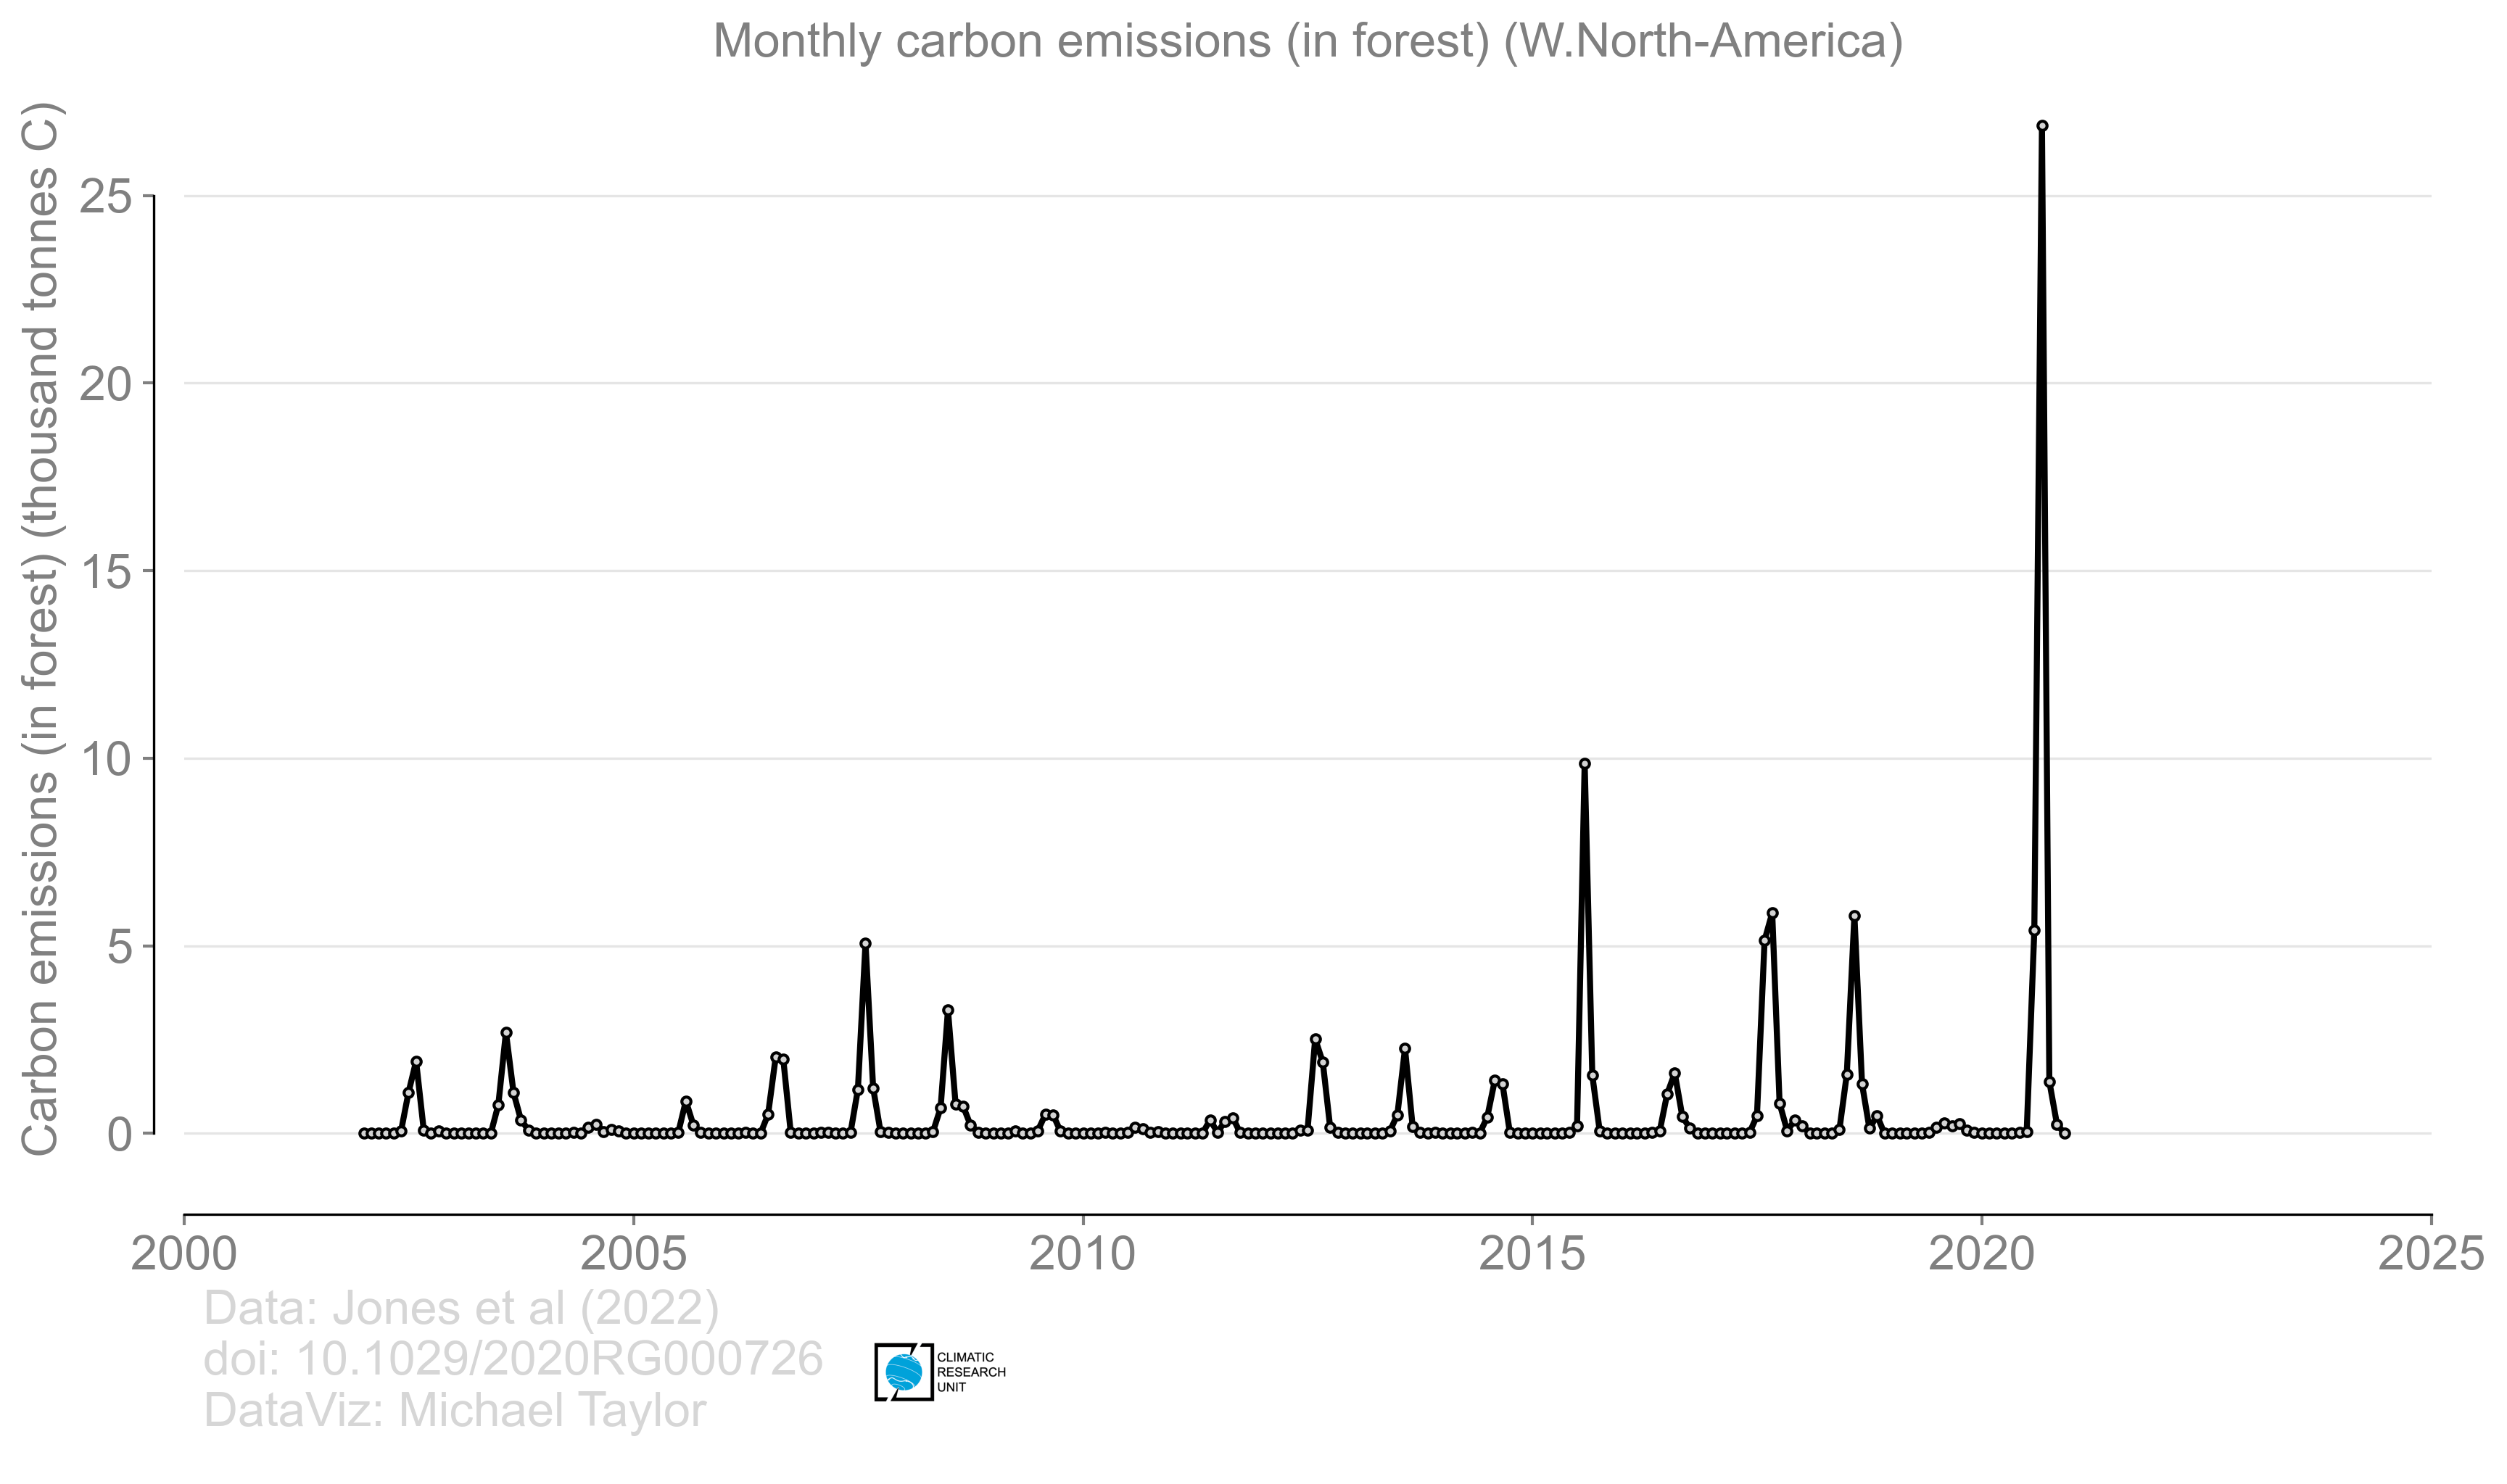 Monthly carbon emissions (in forest) (W.North-America)
Carbon emissions (in forest) (thousand tonnes C)
25
20
15
10
5
0
2000
2005
2010
2015
2020
2025
Data: Jones et al (2022)
doi: 10.1029/2020RG000726
DataViz: Michael Taylor
CLIMATIC
RESEARCH
UNIT